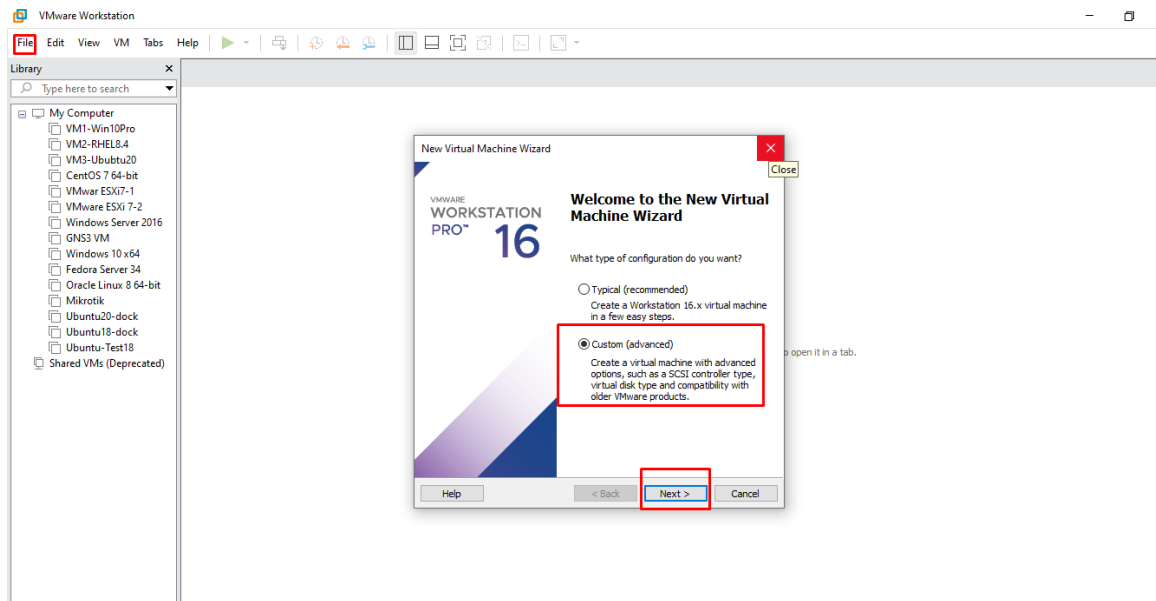 VMware Workstation
File Edit View VM Tabs Help
Library
Type here to search
My Computer
VM1-Win10Pro
VM2-RHEL8.4
VM3-Ububtu20
CentOS 7 64-bit
VMwar ESXi7-1
VMware ESXi 7-2
Windows Server 2016
GNS3 VM
Windows 10 x64
Fedora Server 34
Oracle Linux 8 64-bit
Mikrotik
Ubuntu20-dock
Ubuntu18-dock
Ubuntu-Test18
Shared VMs (Deprecated)
New Virtual Machine Wizard
Close
VMWARE
WORKSTATION
PRO™ 16
Welcome to the New Virtual
Machine Wizard
What type of configuration do you want?
Typical (recommended)
Create a Workstation 16.x virtual machine
in a few easy steps.
Custom (advanced)
Create a virtual machine with advanced
options, such as a SCSI controller type,
virtual disk type and compatibility with
older VMware products.
open it in a tab.
Help < Back Next > Cancel